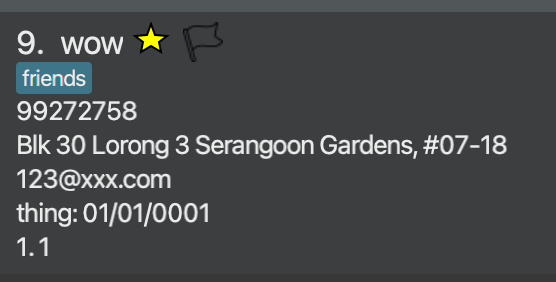 9. wow
friends
99272758
Blk 30 Lorong 3 Serangoon Gardens, #07-18
123@xxx.com
thing: 01/01/0001
1. 1